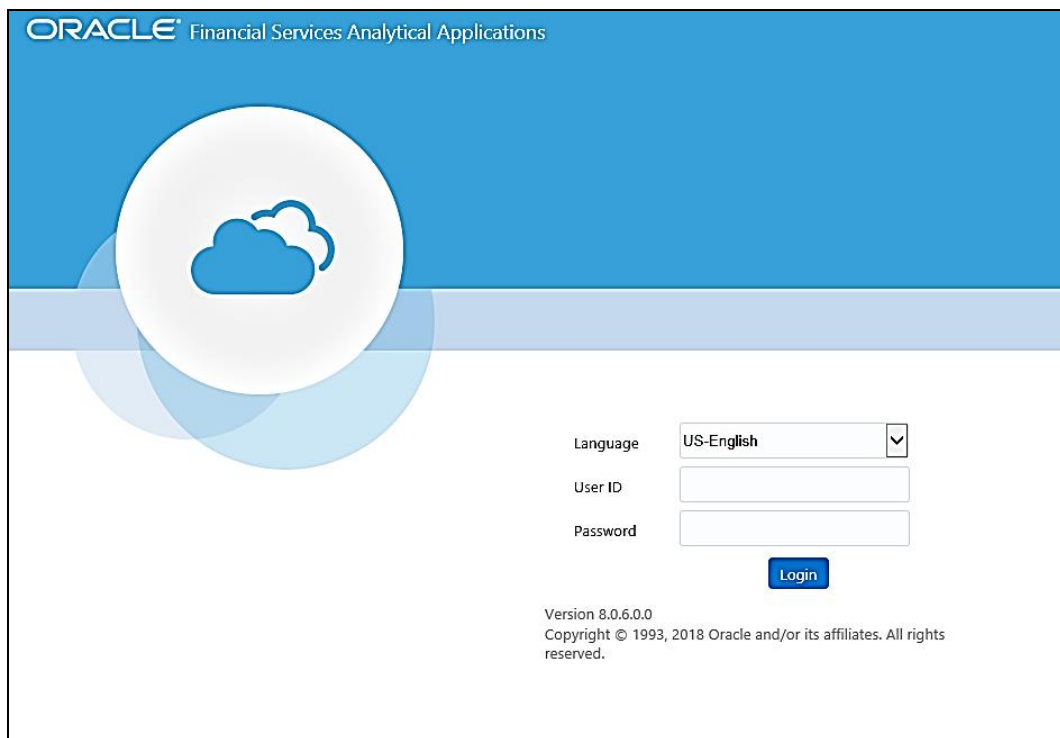 ORACLE® Financial Services Analytical Applications
Language US-English
User ID
Password
Login
Version 8.0.6.0.0
Copyright © 1993, 2018 Oracle and/or its affiliates. All rights
reserved.